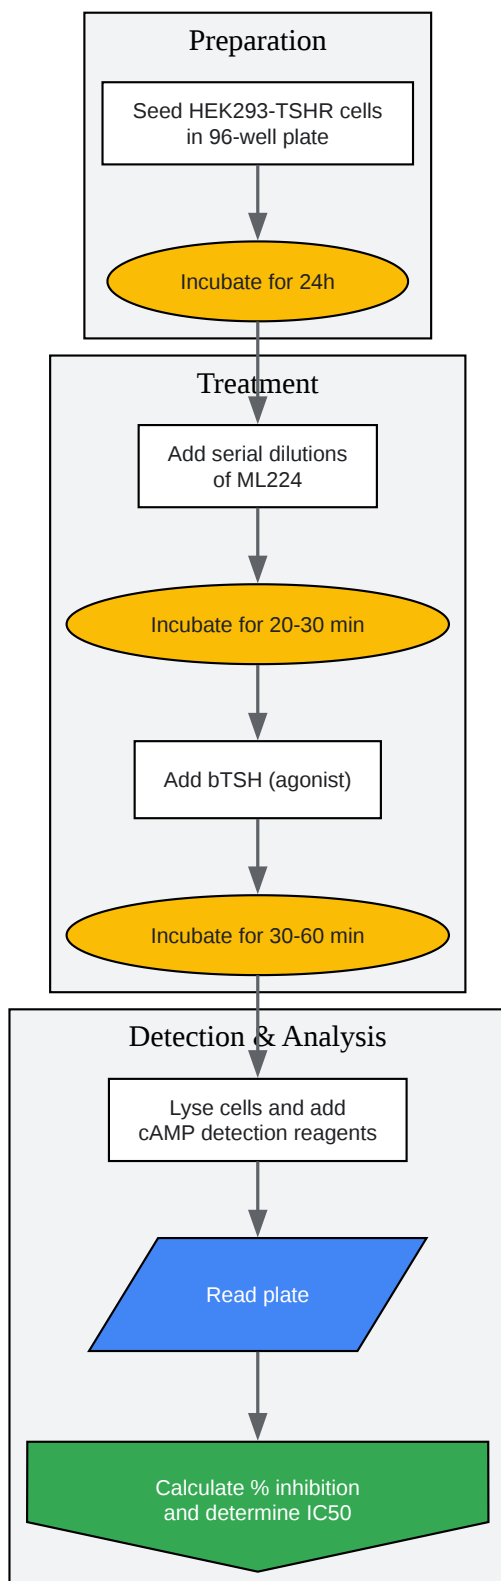 Preparation
Seed HEK293-TSHR cells
in 96-well plate
Incubate for 24h
Treatment
Add serial dilutions
of ML224
Incubate for 20-30 min
Add bTSH (agonist)
Incubate for 30-60 min
Detection & Analysis
Lyse cells and add
cAMP detection reagents
Read plate
Calculate % inhibition
and determine IC50